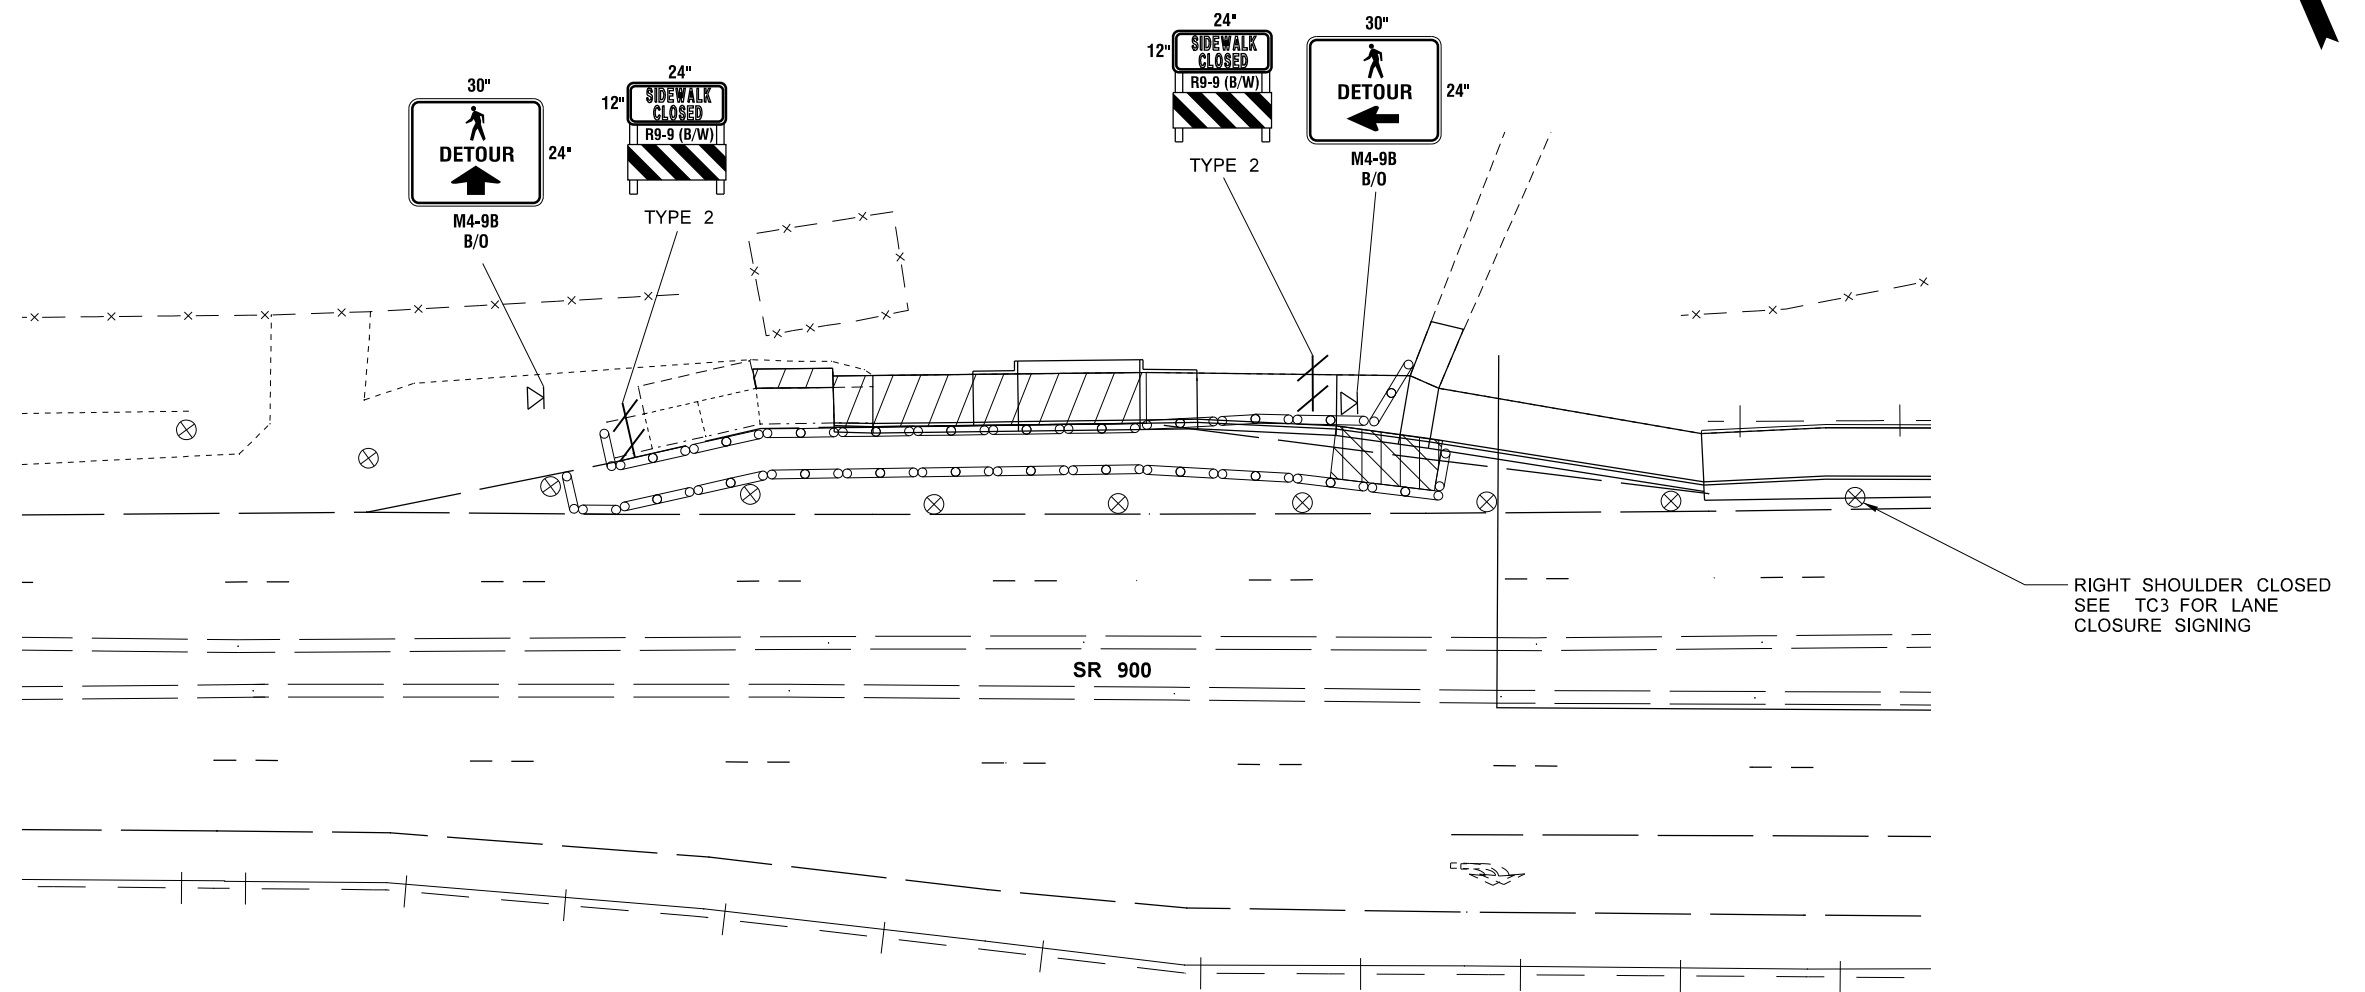 30"
DETOUR
24"
M4-9B
B/O
24"
12"
SIDEWALK
CLOSED
R9-9 (B/W)
TYPE 2
24"
12"
SIDEWALK
CLOSED
R9-9 (B/W)
TYPE 2
30"
DETOUR
24"
M4-9B
B/O
RIGHT SHOULDER CLOSED
SEE TC3 FOR LANE
CLOSURE SIGNING
SR 900